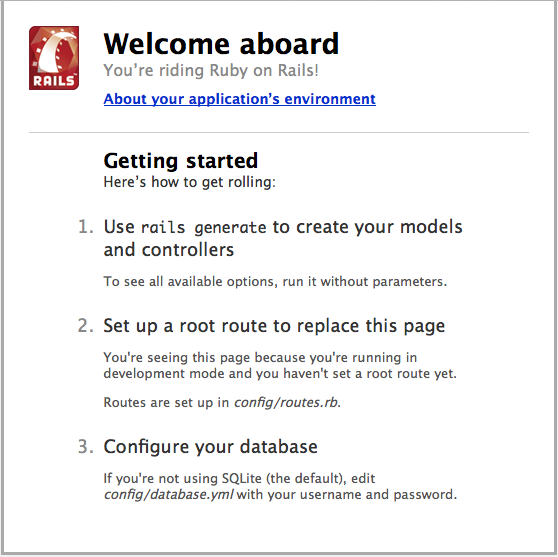 RAILS
Welcome aboard
You’re riding Ruby on Rails!
About your application’s environment
Getting started
Here’s how to get rolling:
1. Use rails generate to create your models
and controllers
To see all available options, run it without parameters.
2. Set up a root route to replace this page
You're seeing this page because you're running in
development mode and you haven't set a root route yet.
Routes are set up in config/routes.rb.
3. Configure your database
If you're not using SQLite (the default), edit
config/database.yml with your username and password.